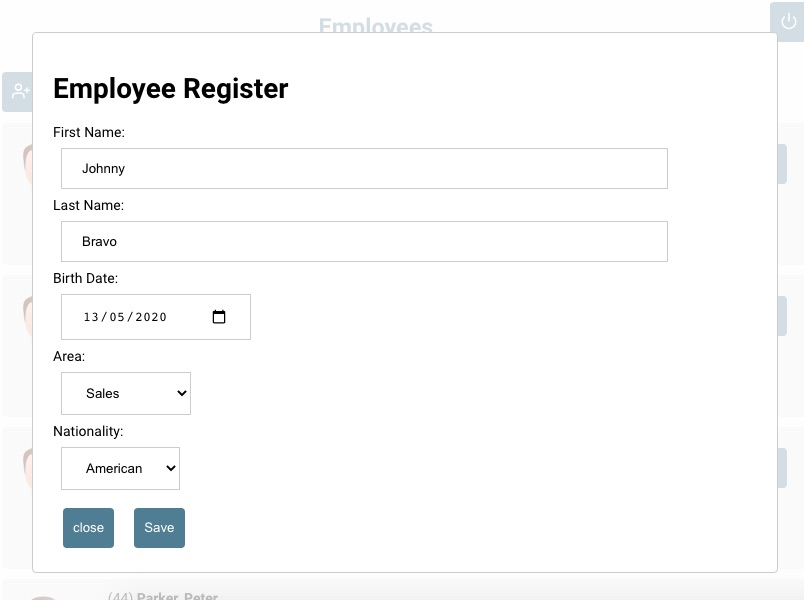 Employees
Employee Register
First Name:
Johnny
Last Name:
Bravo
Birth Date:
13/05/2020
Area:
Sales
Nationality:
American
close Save
(44) Parker, Peter